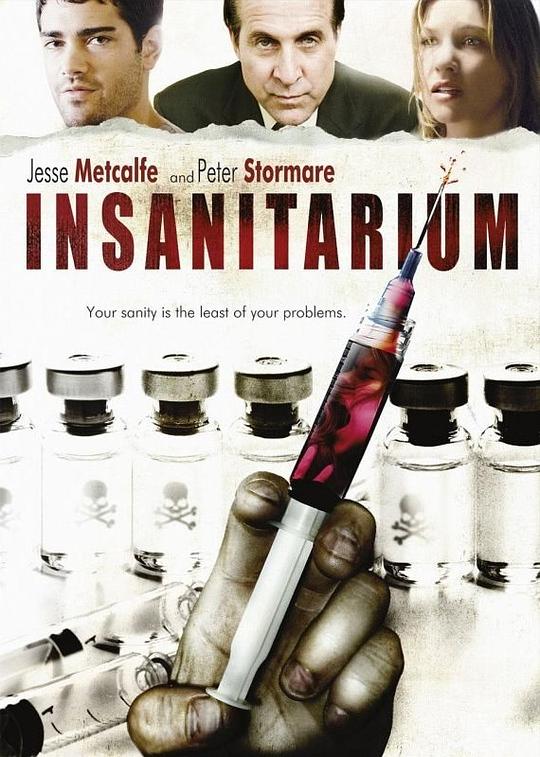 Jesse Metcalfe and Peter Stormare
INSANITARIUM
Your sanity is the least of your problems.